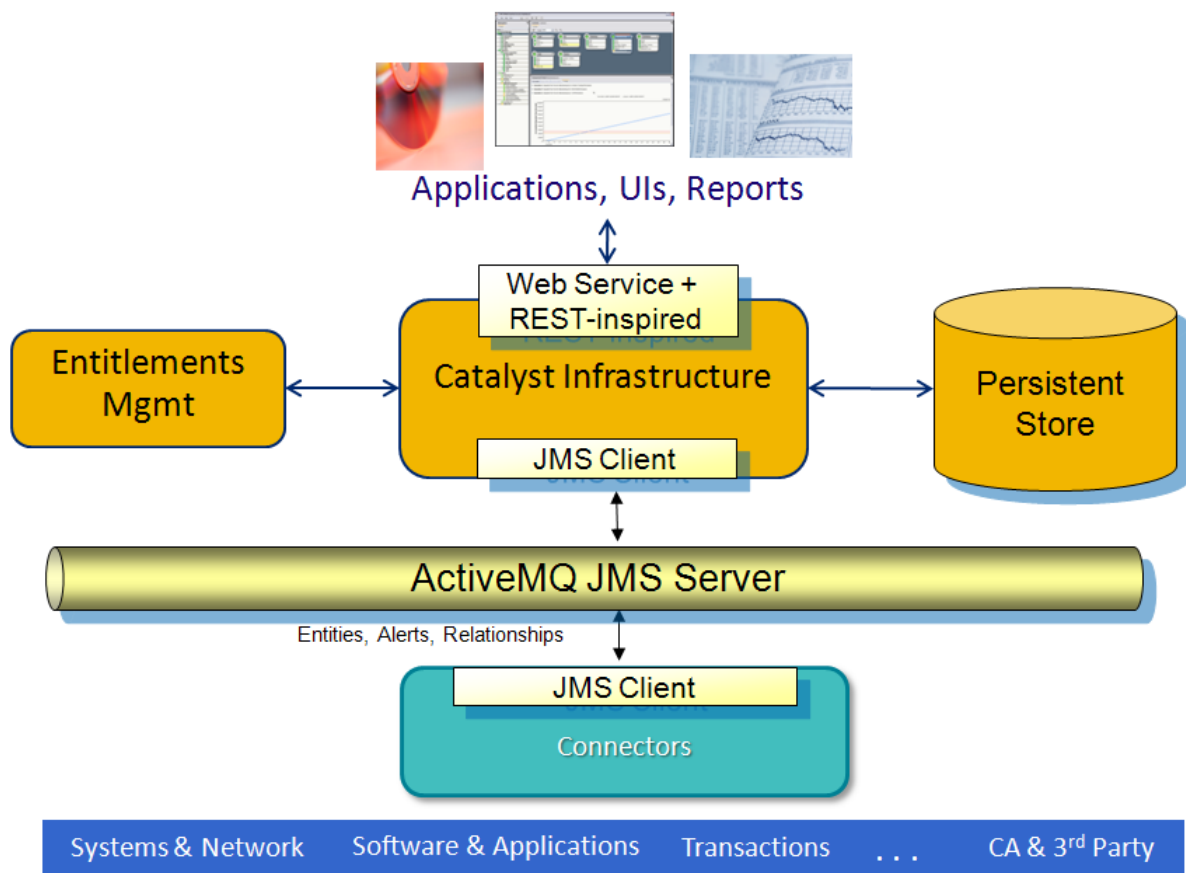 Applications, UIs, Reports
Web Service +
REST-inspired
Catalyst Infrastructure
Entitlements
Mgmt
Persistent
Store
JMS Client
ActiveMQ JMS Server
Entities, Alerts, Relationships
JMS Client
Connectors
Systems & Network Software & Applications Transactions . . . CA & 3rd Party